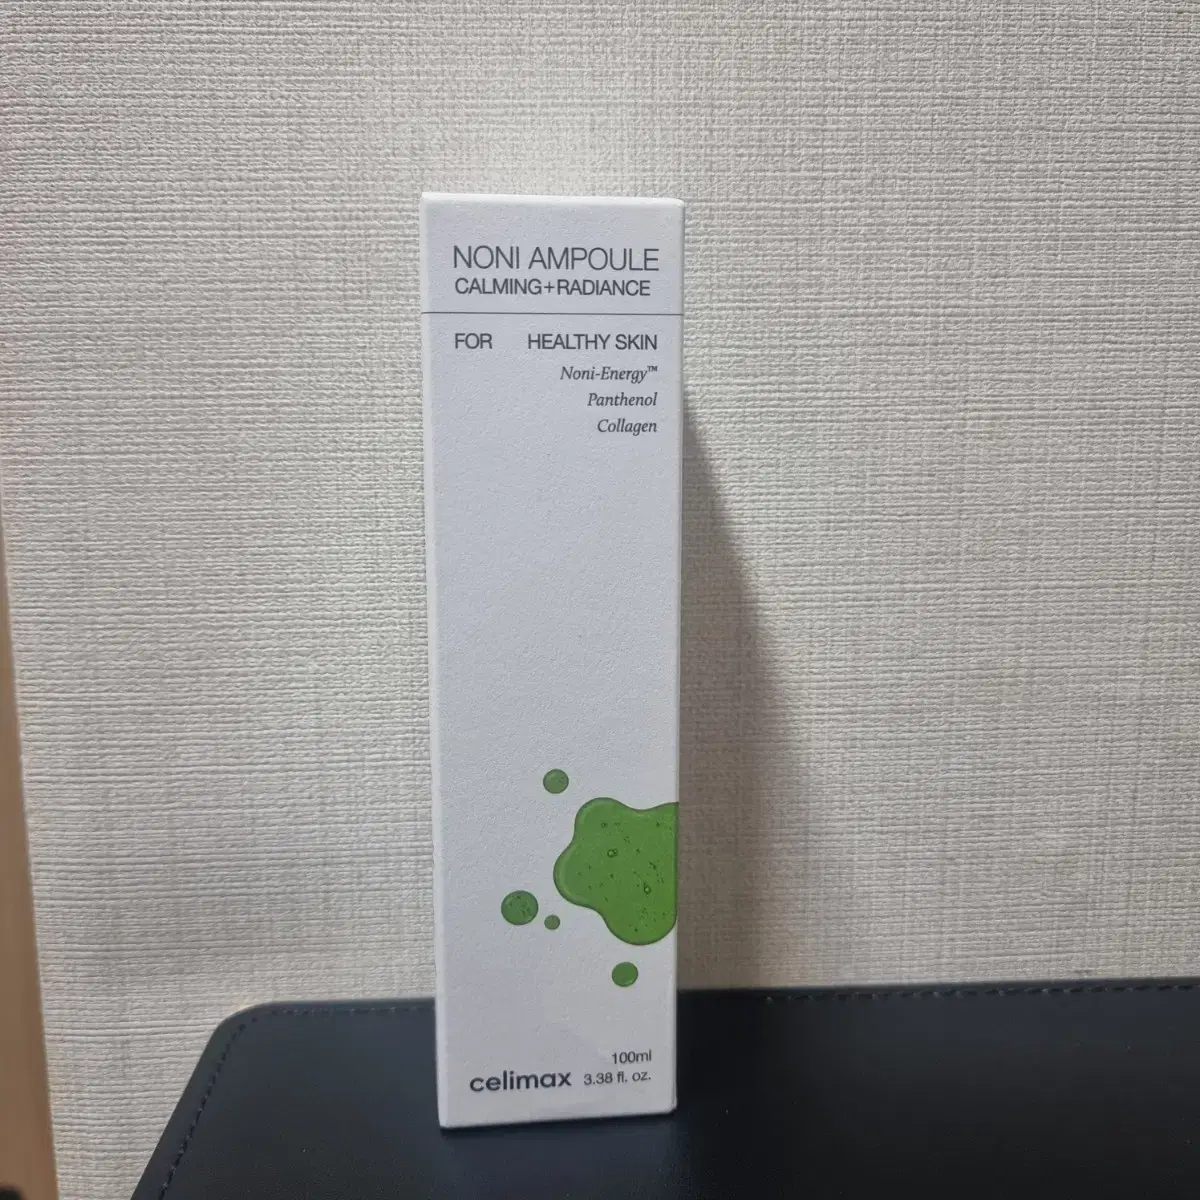 NONI AMPOULE
CALMING+RADIANCE
FOR HEALTHY SKIN
Noni-Energy™
Panthenol
Collagen
100ml
celimax 3.38 fl. oz.